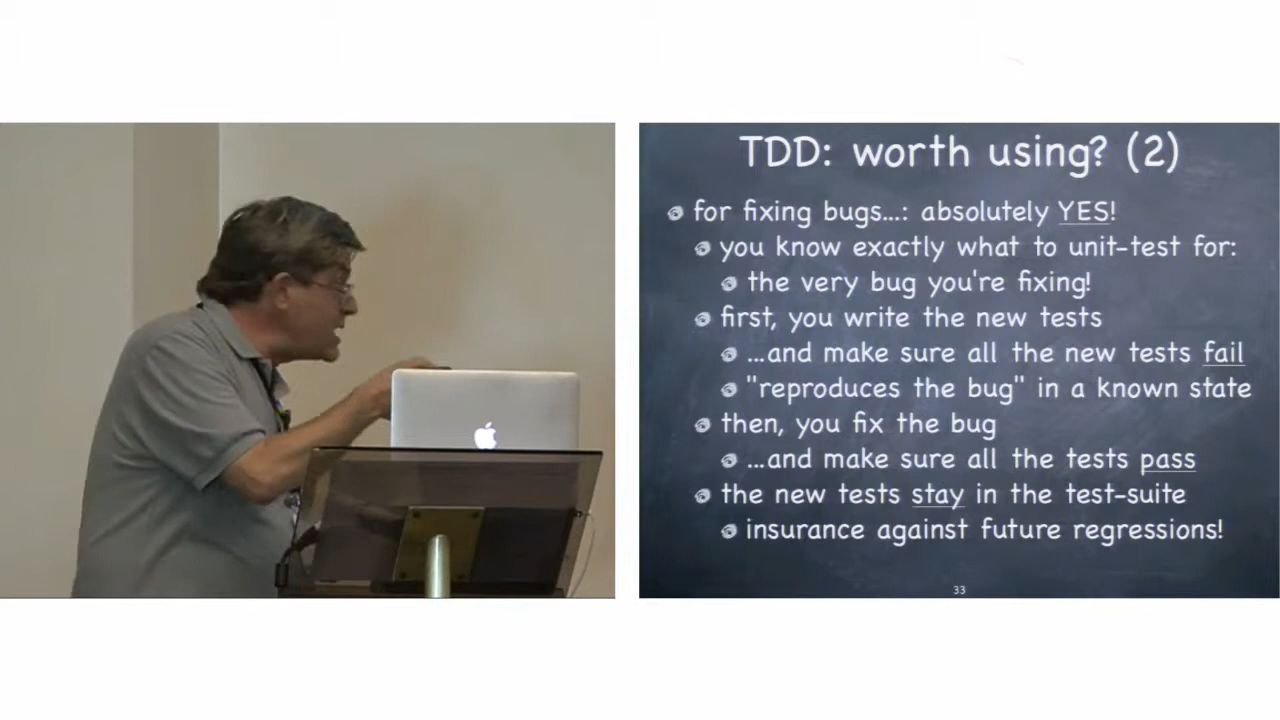 TDD: worth using? (2)
for fixing bugs...: absolutely YES!
you know exactly what to unit-test for:
the very bug you're fixing!
first, you write the new tests
...and make sure all the new tests fail
"reproduces the bug" in a known state
then, you fix the bug
...and make sure all the tests pass
the new tests stay in the test-suite
insurance against future regressions!
33